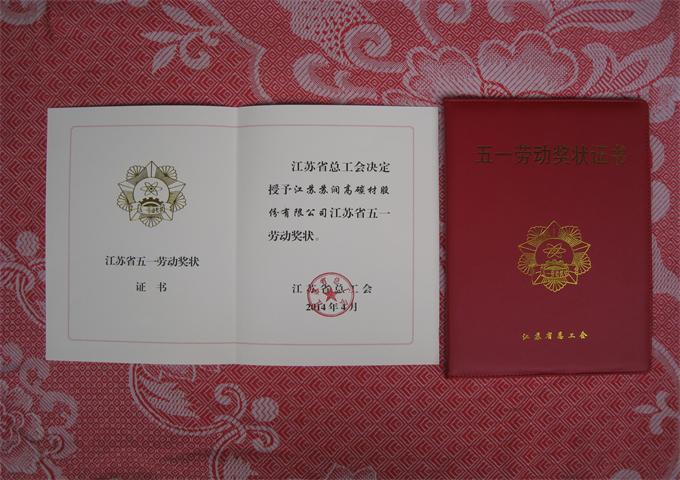 江苏省五一劳动奖状
证 书
江苏省总工会决定
授予江苏苏润高碳材股
份有限公司江苏省五一
劳动奖状。
江苏省总工会
2014年4月
五一劳动奖状证书
江苏省总工会